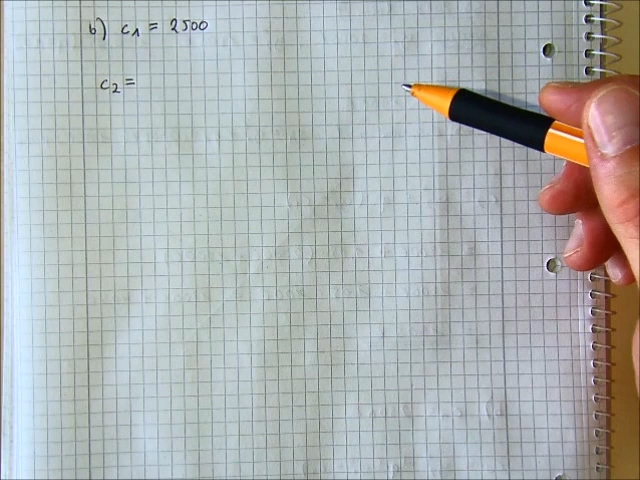 b) c₁ = 2500
c₂ =